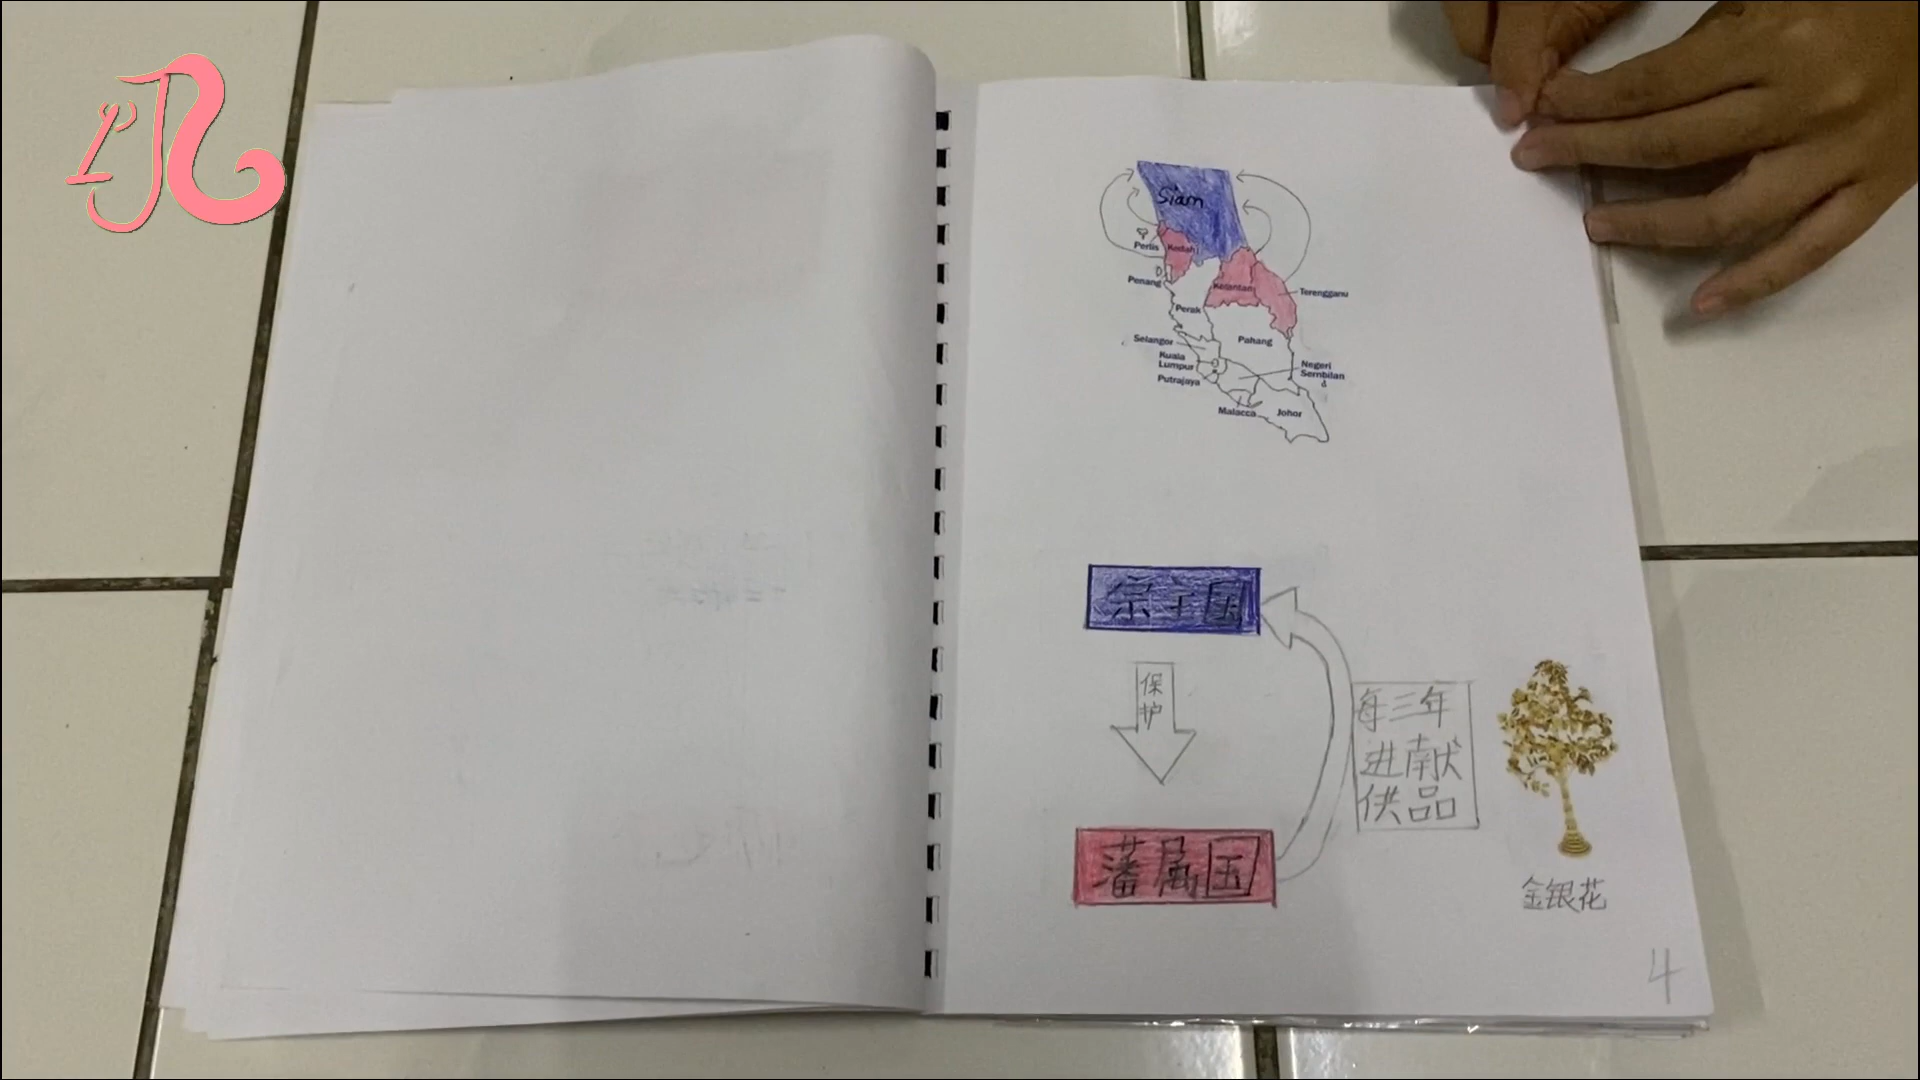 Siam
Perlis
Kedah
Penang
Kelantan
Terengganu
Perak
Selangor
Pahang
Kuala
Lumpur
Putrajaya
Negeri
Sembilan
Malacca
Johor
宗主国
保
护
每三年
进献
供品
藩属国
金银花
4